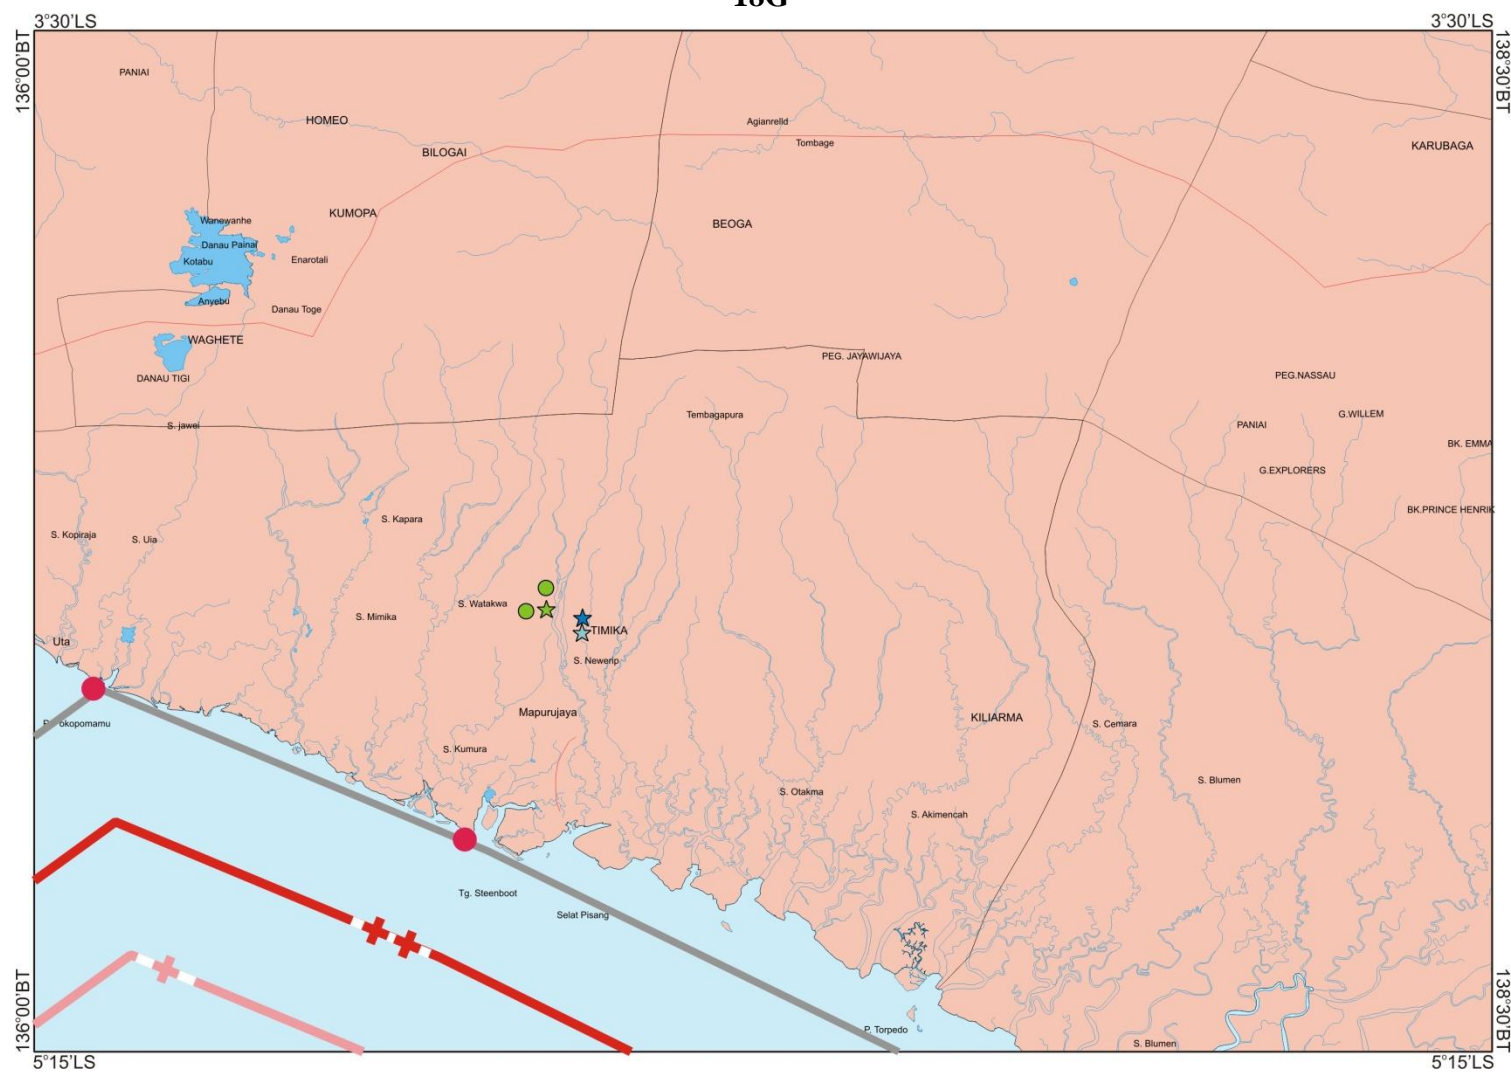 18G
3°30'LS
3°30'LS
136°00'BT
138°30'BT
PANIAI
HOMEO
Agianrelld
Tombage
BILOGAI
KARUBAGA
KUMOPA
Wanewanhe
BEOGA
Danau Painai
Kotabu
Enarotali
Anyebu
Danau Toge
WAGHETE
PEG. JAYAWIJAYA
DANAU TIGI
PEG.NASSAU
Tembagapura
G.WILLEM
S. jawei
PANIAI
BK. EMMA
G.EXPLORERS
BK.PRINCE HENRIK
S. Kapara
S. Kopiraja
S. Uia
S. Watakwa
S. Mimika
TIMIKA
Uta
S. Newerip
Mapurujaya
KILIARMA
S. Cemara
S. Kumura
S. Blumen
S. Otakma
S. Akimencah
Tg. Steenboot
Selat Pisang
P. Torpedo
S. Blumen
136°00'BT
138°30'BT
5°15'LS
5°15'LS